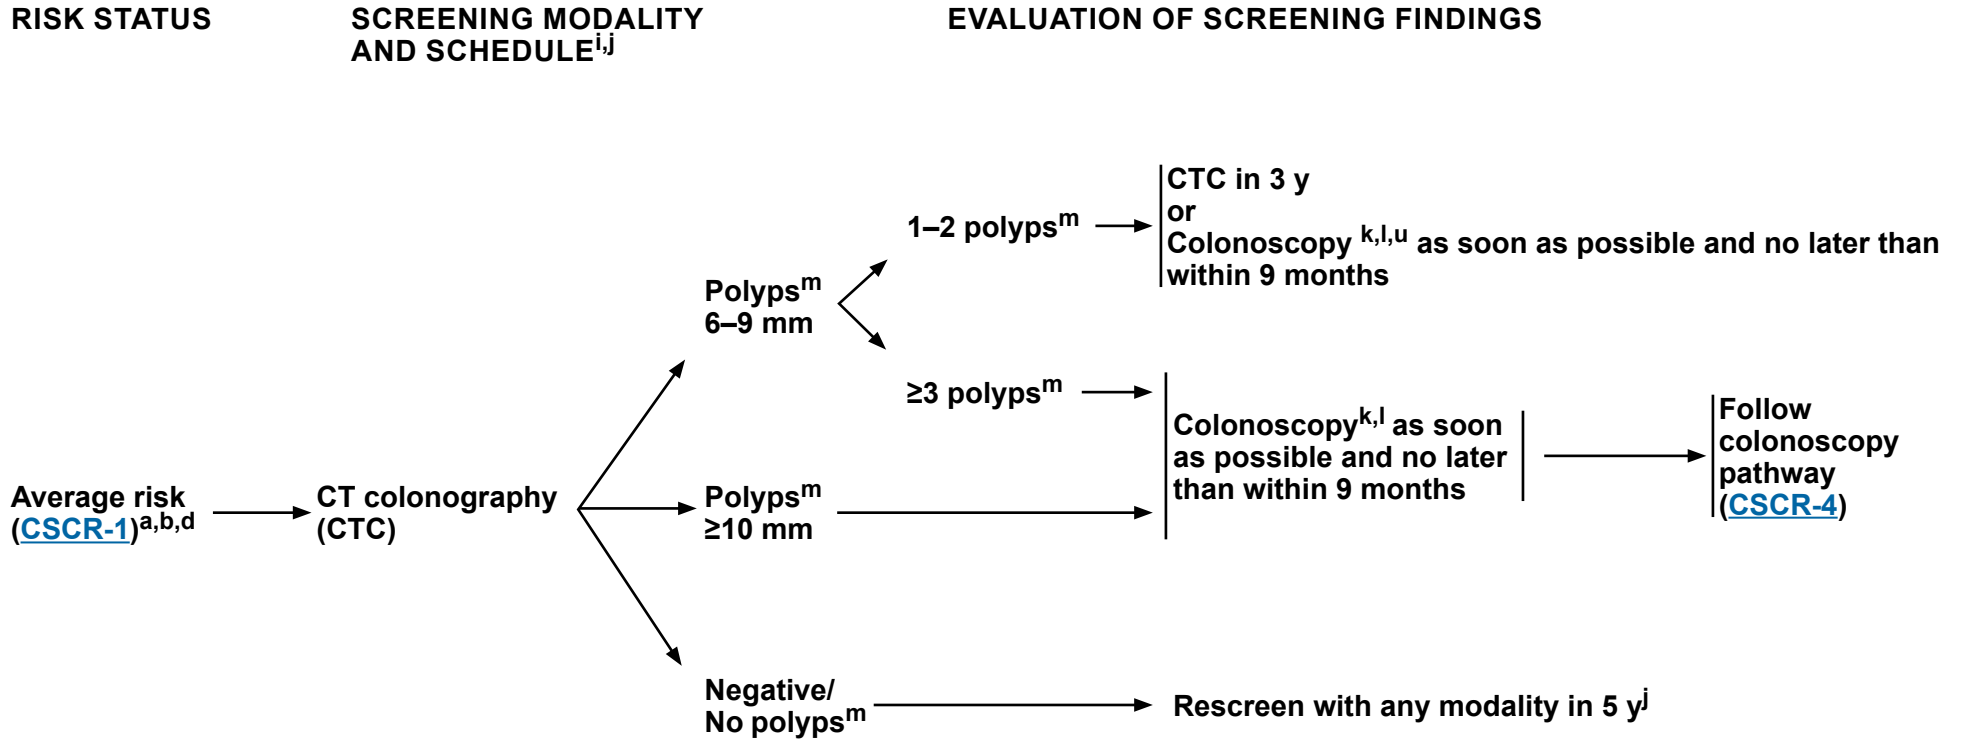 RISK STATUS
SCREENING MODALITY
AND SCHEDULEi,j
EVALUATION OF SCREENING FINDINGS
Average risk
(CSCR-1)a,b,d
CT colonography
(CTC)
Polypsm
6–9 mm
1–2 polypsm
CTC in 3 y
or
Colonoscopy k,l,u as soon as possible and no later than
within 9 months
≥3 polypsm
Polypsm
≥10 mm
Colonoscopyk,l as soon
as possible and no later
than within 9 months
Follow
colonoscopy
pathway
(CSCR-4)
Negative/
No polypsm
Rescreen with any modality in 5 yj